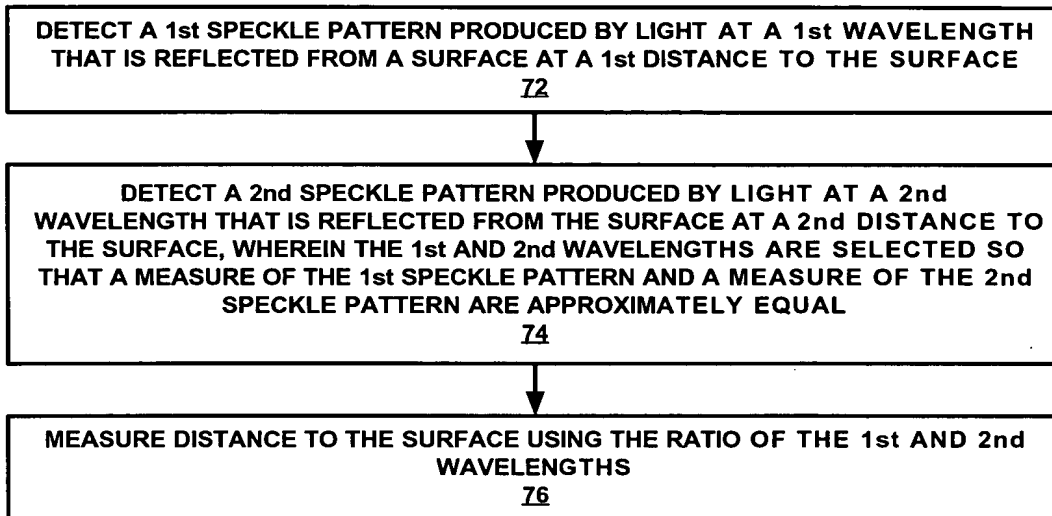 DETECT A 1st SPECKLE PATTERN PRODUCED BY LIGHT AT A 1st WAVELENGTH
THAT IS REFLECTED FROM A SURFACE AT A 1st DISTANCE TO THE SURFACE
72
DETECT A 2nd SPECKLE PATTERN PRODUCED BY LIGHT AT A 2nd
WAVELENGTH THAT IS REFLECTED FROM THE SURFACE AT A 2nd DISTANCE TO
THE SURFACE, WHEREIN THE 1st AND 2nd WAVELENGTHS ARE SELECTED SO
THAT A MEASURE OF THE 1st SPECKLE PATTERN AND A MEASURE OF THE 2nd
SPECKLE PATTERN ARE APPROXIMATELY EQUAL
74
MEASURE DISTANCE TO THE SURFACE USING THE RATIO OF THE 1st AND 2nd
WAVELENGTHS
76